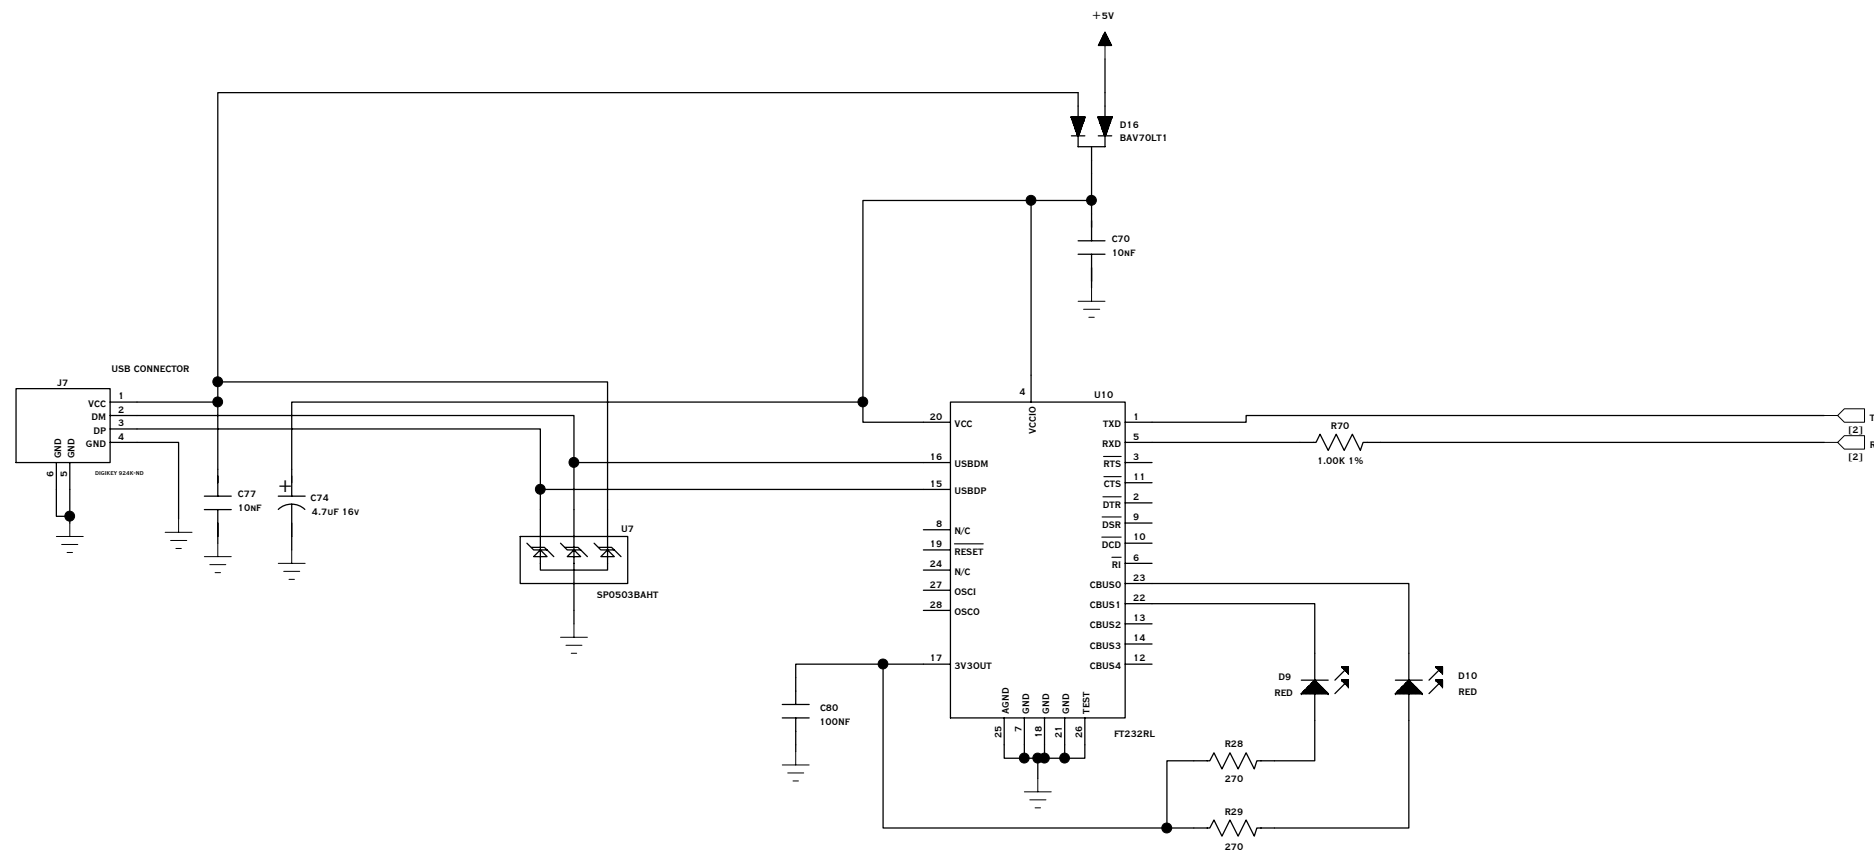 +5V
D16
BAV70LT1
C70
10NF
USB CONNECTOR
J7
VCC 1
DM 2
DP 3
GND 4
GND GND
6 5
DIGIKEY 924K-ND
C77
10NF
+
C74
4.7UF 16V
U7
SP0503BAHT
U10
4
VCCIO
20 VCC
16 USBDM
15 USBDP
8 N/C
19 RESET
24 N/C
27 OSCI
28 OSCO
17 3V3OUT
TXD 1
RXD 5
RTS 3
CTS 11
DTR 2
DSR 9
DCD 10
RI 6
CBUS0 23
CBUS1 22
CBUS2 13
CBUS3 14
CBUS4 12
AGND GND GND GND TEST
25 7 18 21 26
FT232RL
R70
1.00K 1%
T
[2]
R
[2]
C80
100NF
D9
RED
D10
RED
R28
270
R29
270